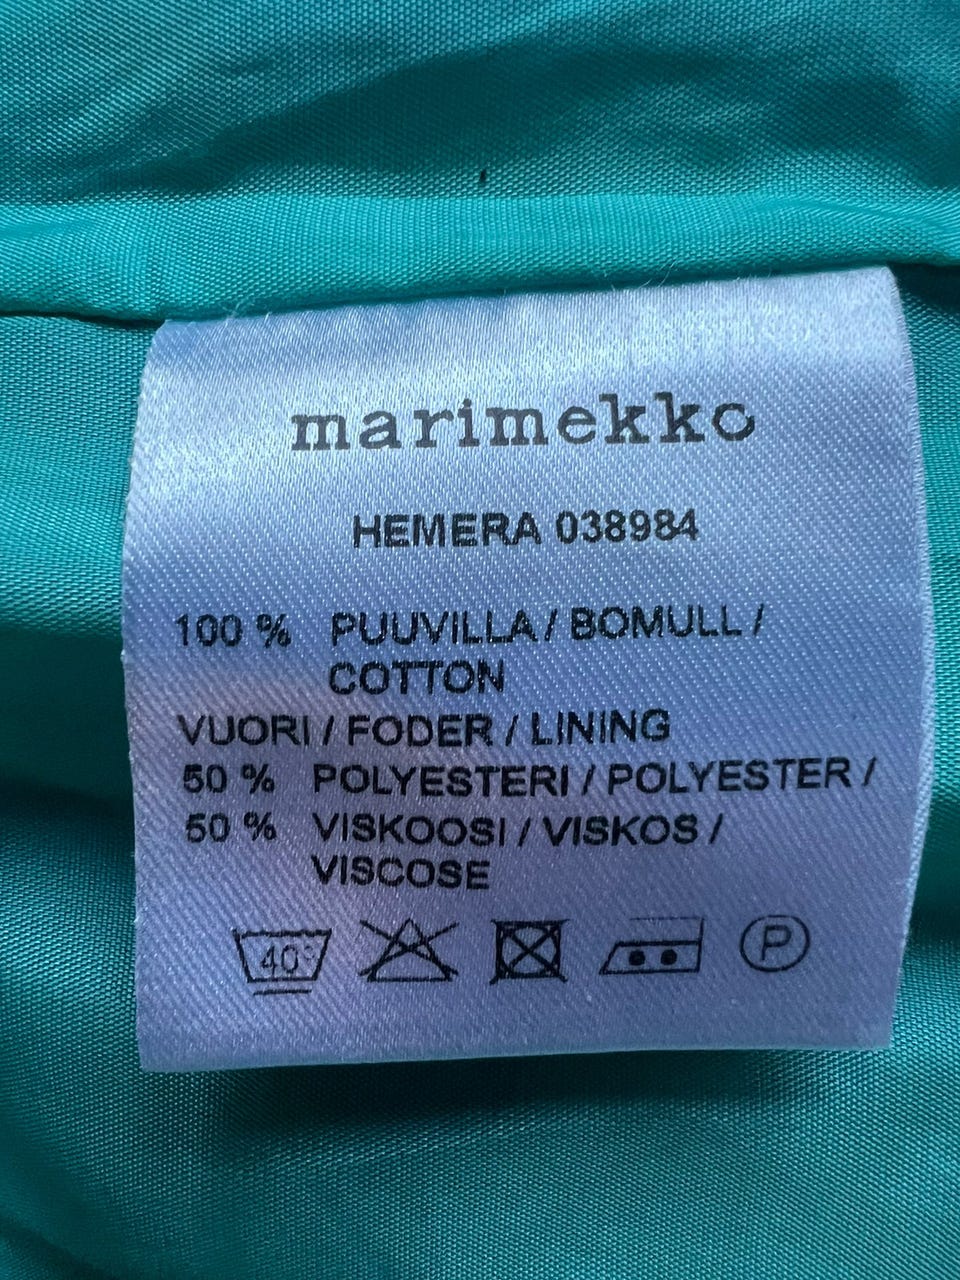 marimekko
HEMERA 038984
100 % PUUVILLA / BOMULL /
COTTON
VUORI / FODER / LINING
50 % POLYESTERI / POLYESTER /
50 % VISKOOSI / VISKOS /
VISCOSE
40° P